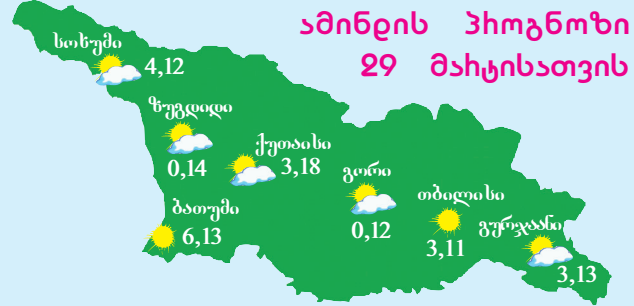 ამინდის პროგნოზი
29 მარტისათვის
სოხუმი
4,12
ზუგდიდი
0,14
ქუთაისი
3,18
გორი
0,12
თბილისი
3,11
გურჯაანი
3,13
ბათუმი
6,13